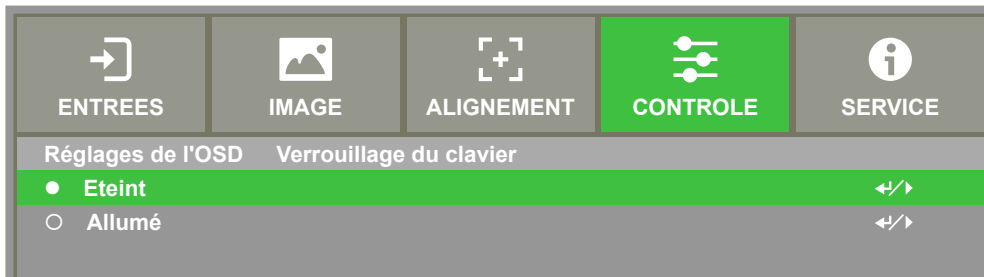 ENTREES IMAGE ALIGNEMENT CONTROLE SERVICE
Réglages de l'OSD Verrouillage du clavier
Eteint
Allumé